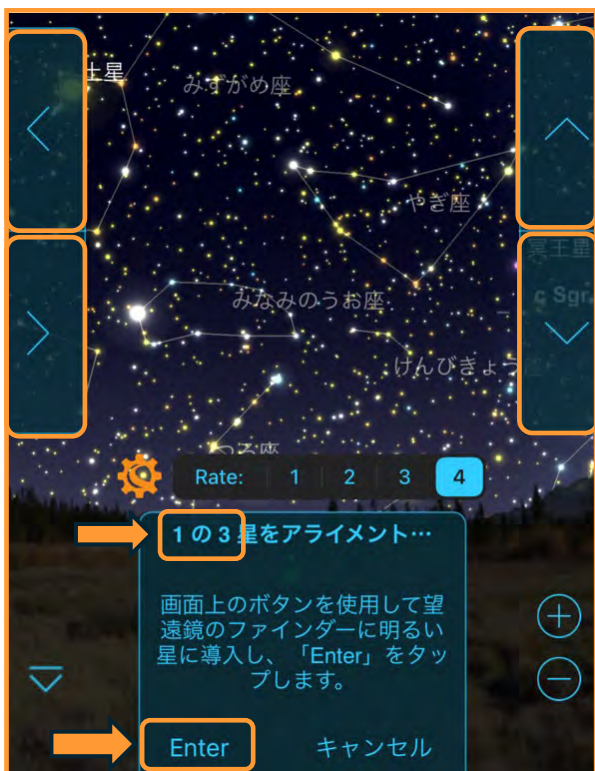 土星
みずがめ座
やぎ座
冥王星
みなみのうお座
c Sgr
けんびきょう
つる座
Rate: 1 2 3 4
1 の 3 星をアライメント…
画面上のボタンを使用して望
遠鏡のファインダーに明るい
星に導入し、「Enter」をタッ
プします。
Enter キャンセル